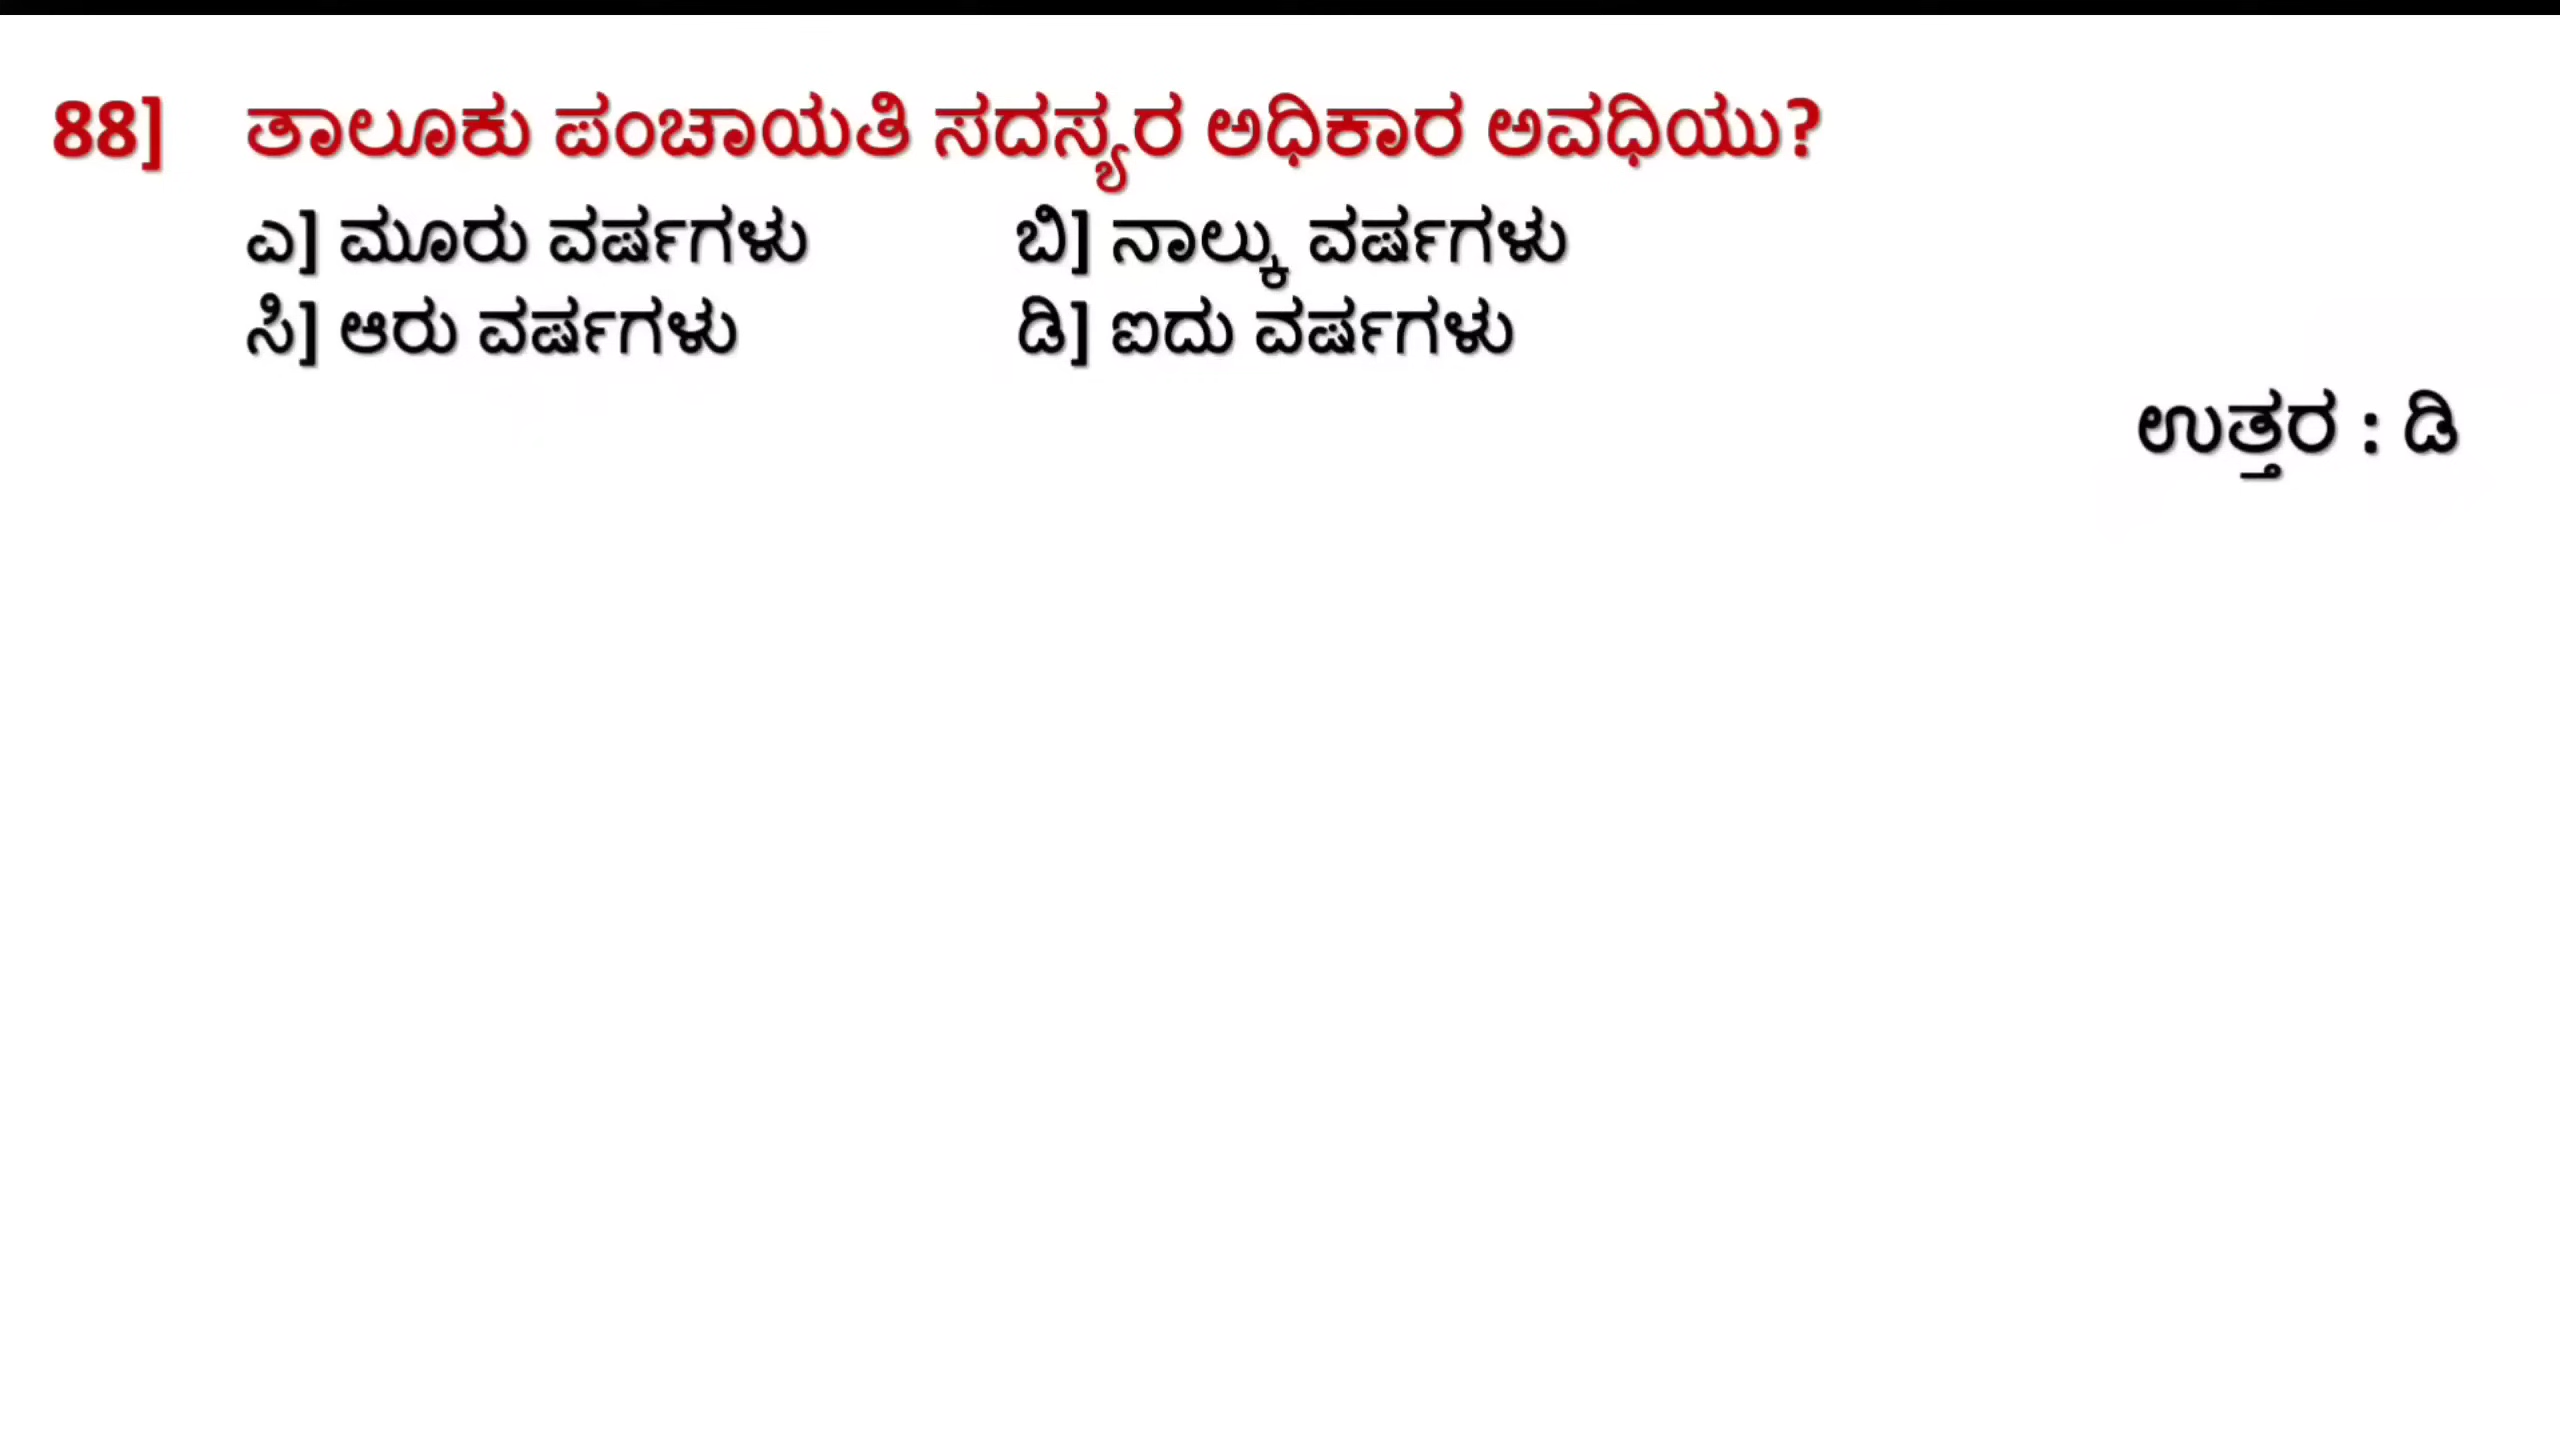 88] ತಾಲೂಕು ಪಂಚಾಯತಿ ಸದಸ್ಯರ ಅಧಿಕಾರ ಅವಧಿಯು?
ಎ] ಮೂರು ವರ್ಷಗಳು ಬಿ] ನಾಲ್ಕು ವರ್ಷಗಳು
ಸಿ] ಆರು ವರ್ಷಗಳು ಡಿ] ಐದು ವರ್ಷಗಳು
ಉತ್ತರ : ಡಿ